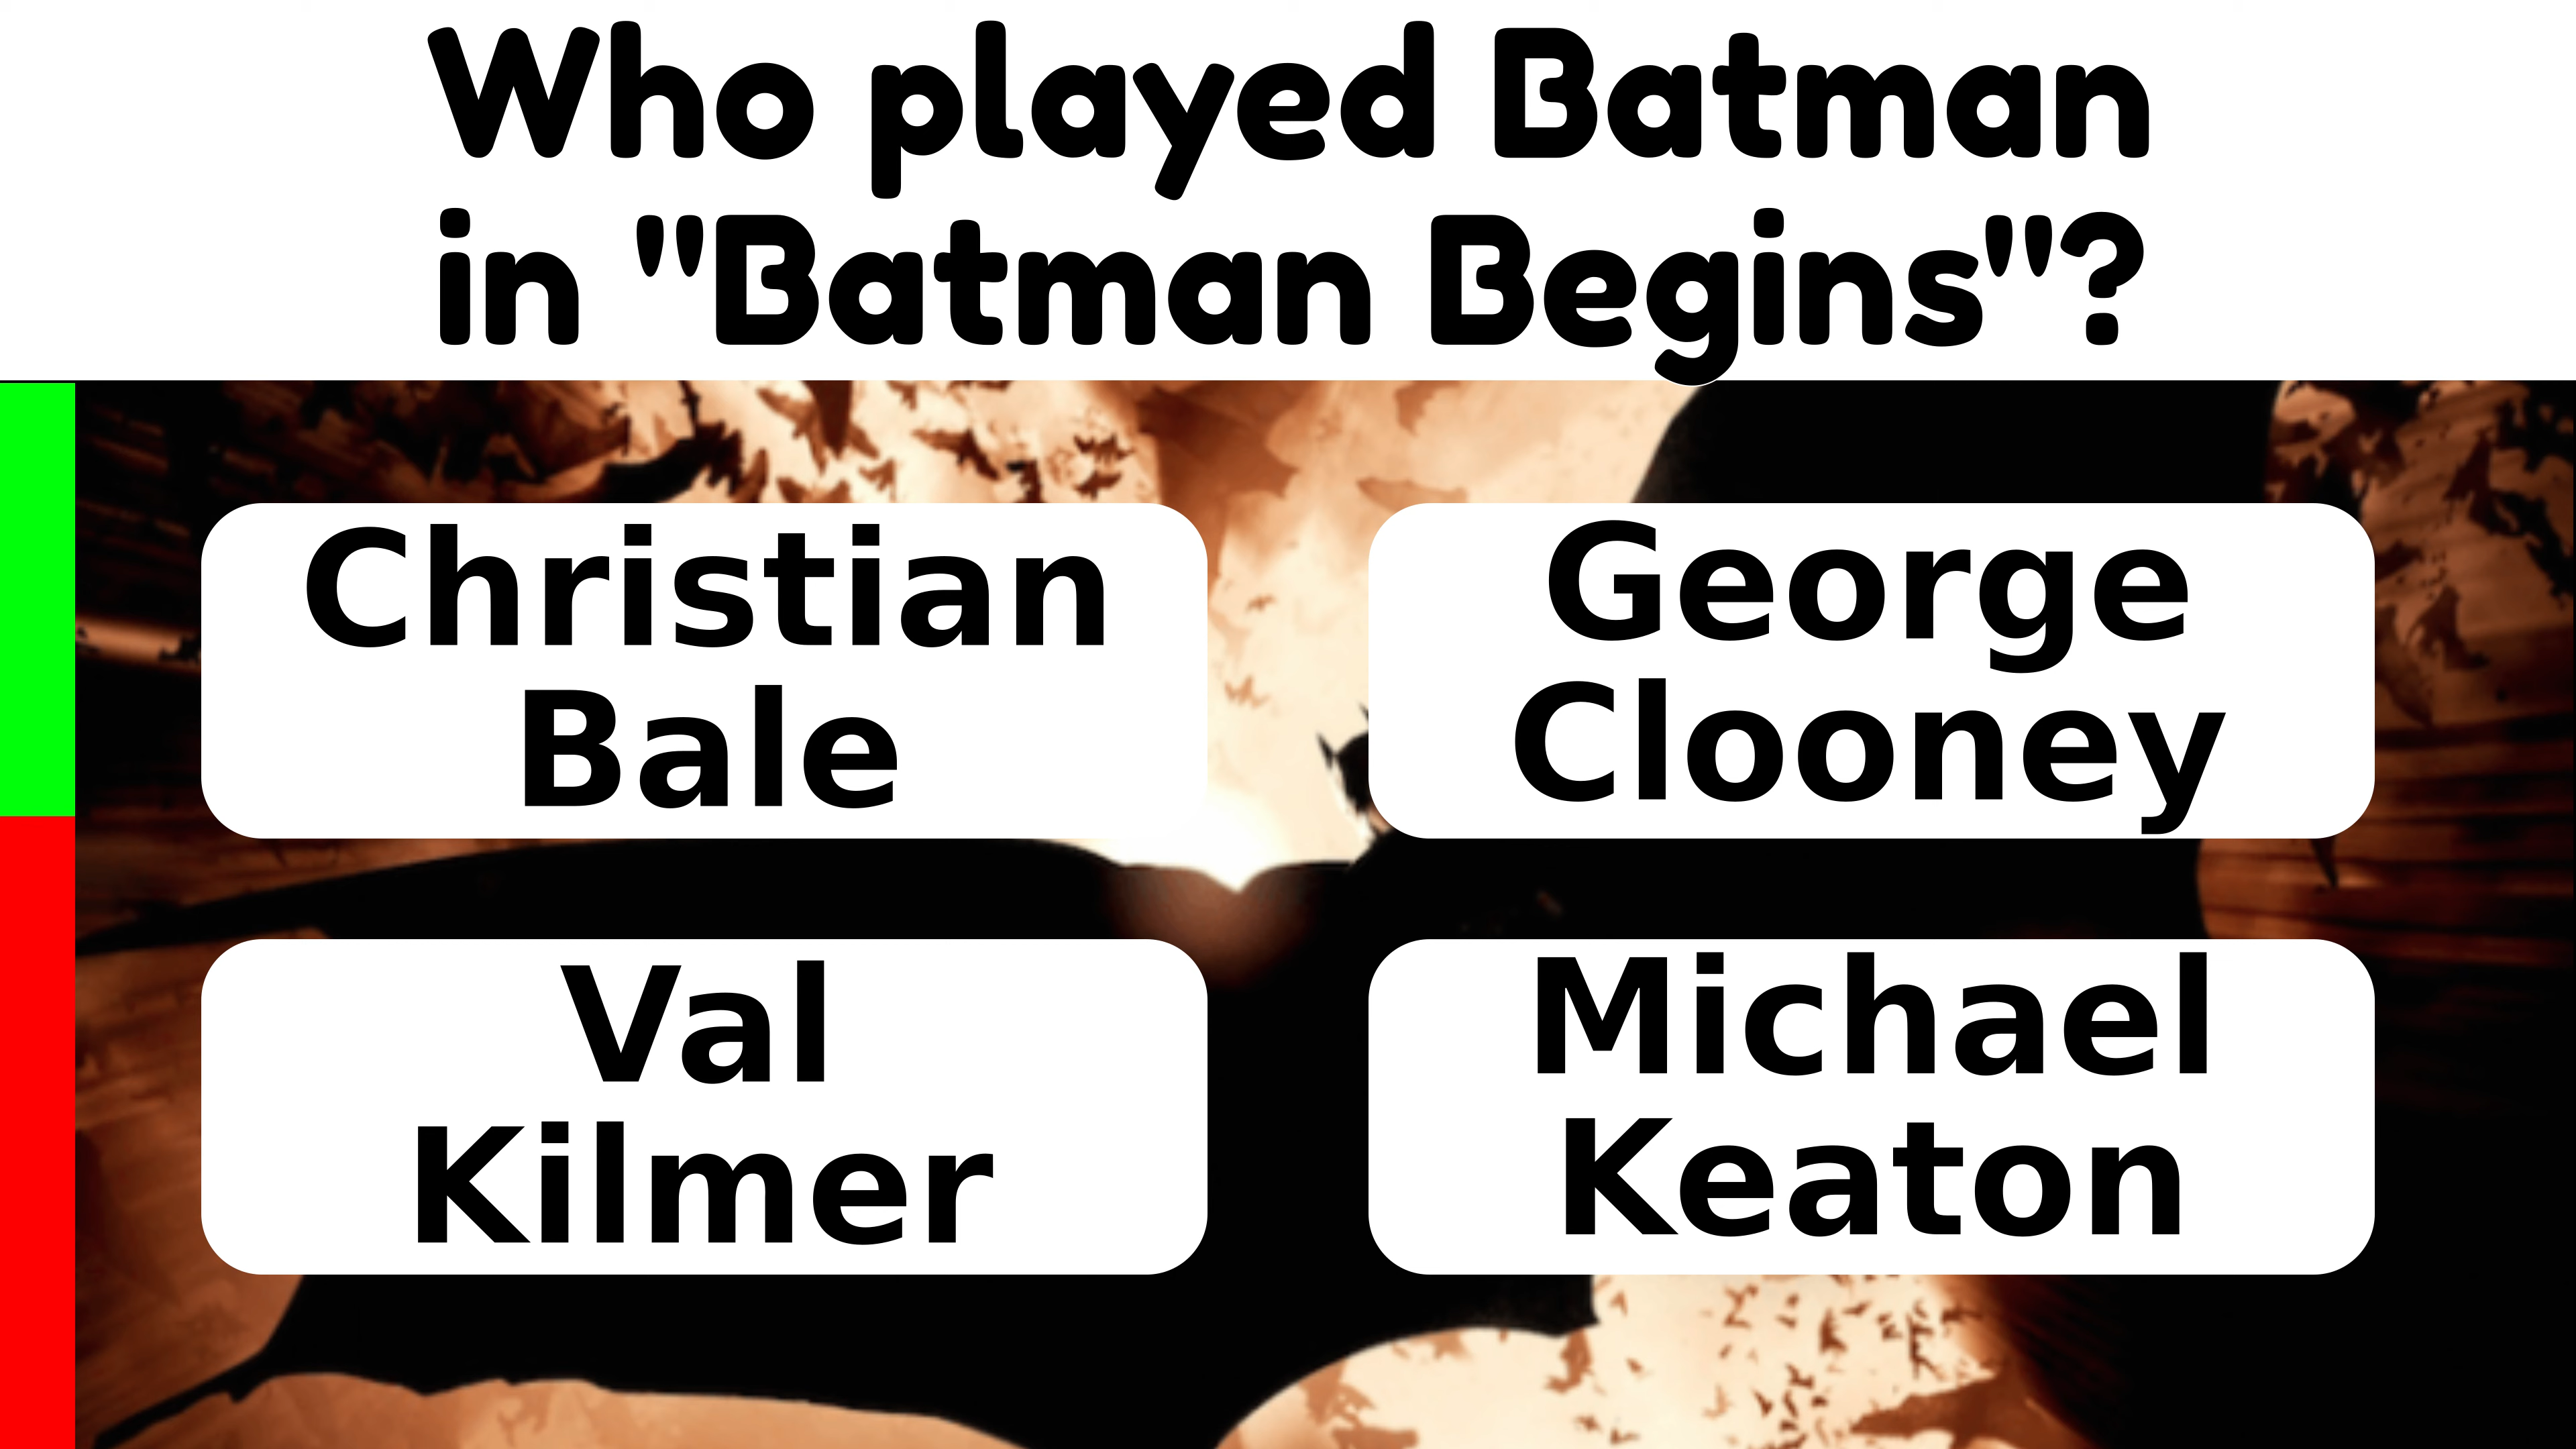 Who played Batman
in "Batman Begins"?
Christian
Bale
George
Clooney
Val
Kilmer
Michael
Keaton